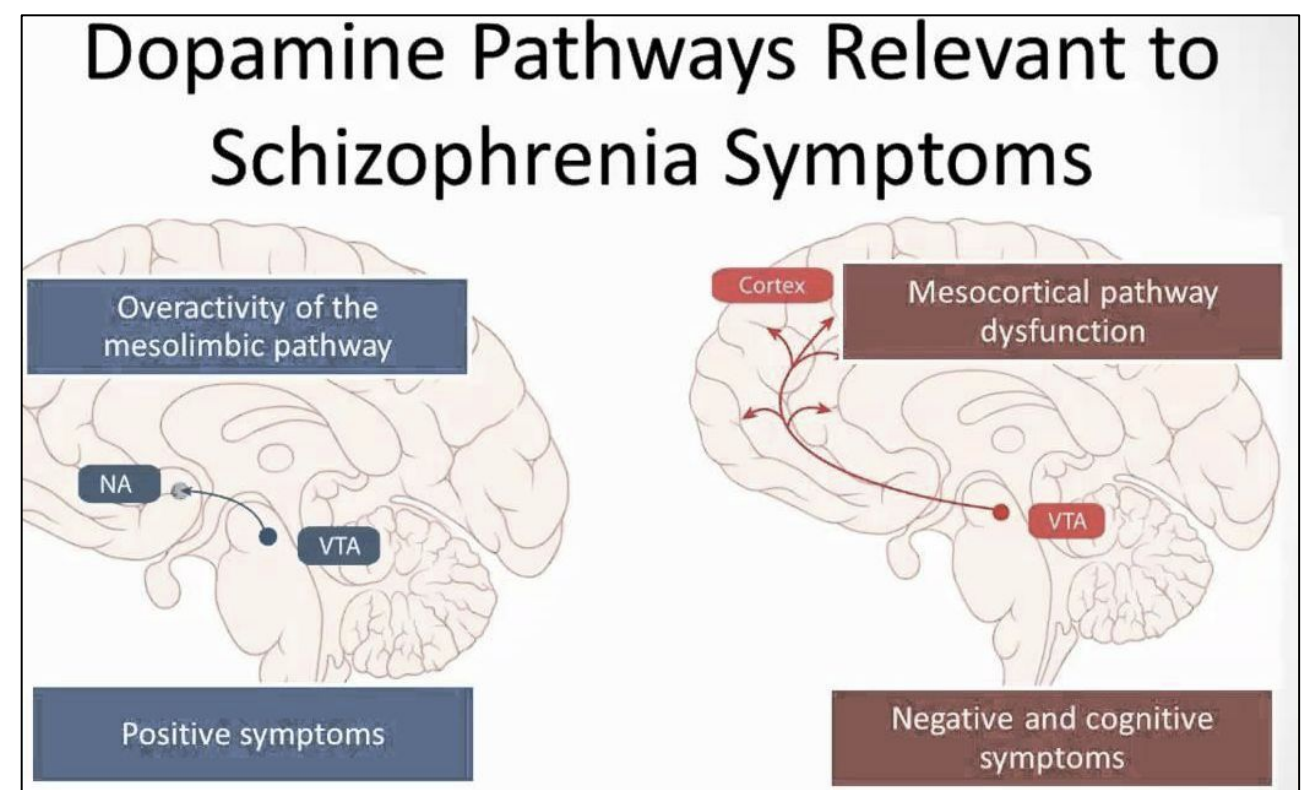 Dopamine Pathways Relevant to
Schizophrenia Symptoms
Overactivity of the
mesolimbic pathway
NA
VTA
Positive symptoms
Cortex
Mesocortical pathway
dysfunction
VTA
Negative and cognitive
symptoms